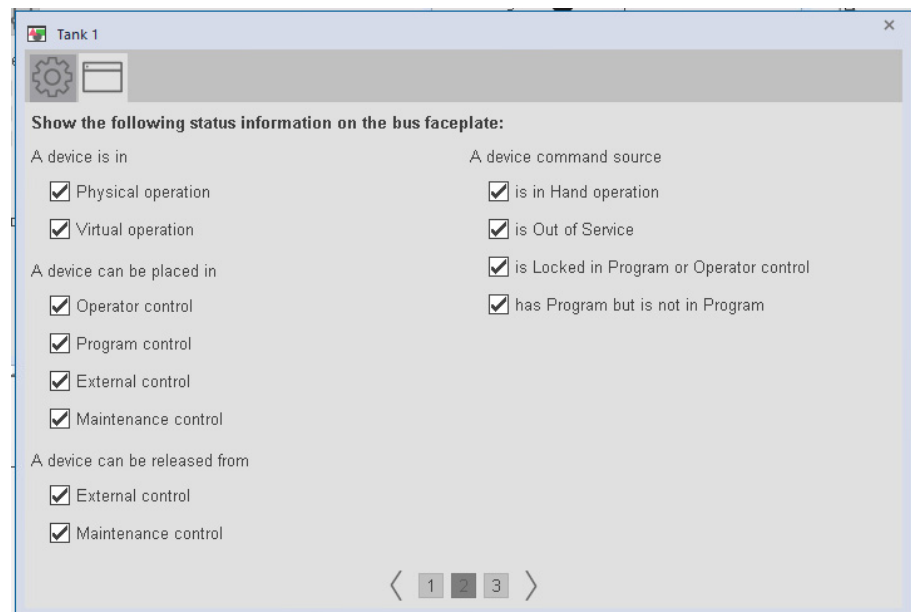 Tank 1
Show the following status information on the bus faceplate:
A device is in
Physical operation
Virtual operation
A device can be placed in
Operator control
Program control
External control
Maintenance control
A device can be released from
External control
Maintenance control
A device command source
is in Hand operation
is Out of Service
is Locked in Program or Operator control
has Program but is not in Program
1 2 3